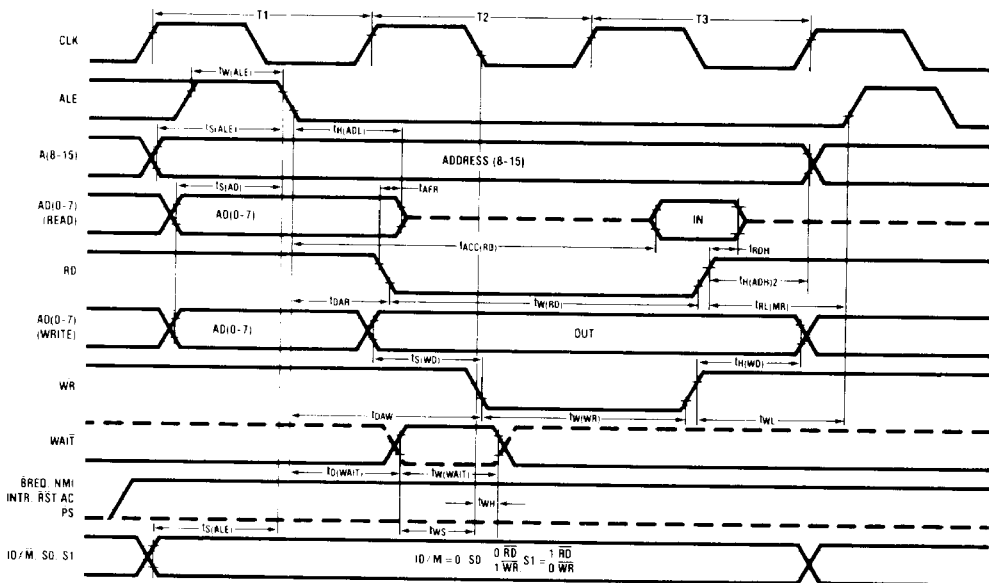 T1 T2 T3
CLK
tW(ALE)
ALE
tS(ALE) tH(ADL)
A(8-15) ADDRESS (8-15)
tS(AD) tAFR
AD(0-7)
(READ)
AD(0-7) IN
tACC(RD) tRDH
RD
tH(ADH)2
tDAR tW(RD) tRL(MR)
AD(0-7)
(WRITE)
AD(0-7) OUT
tS(WD) tH(WD)
WR
tDAW tW(WR) tWL
WAIT
tD(WAIT) tW(WAIT)
BREQ. NMI
INTR. RST AC
PS
tWH
tS(ALE) tWS
IO/M. SO. S1
IO/M = 0 SO 0 RD S1 = 1 RD
1 WR. 0 WR